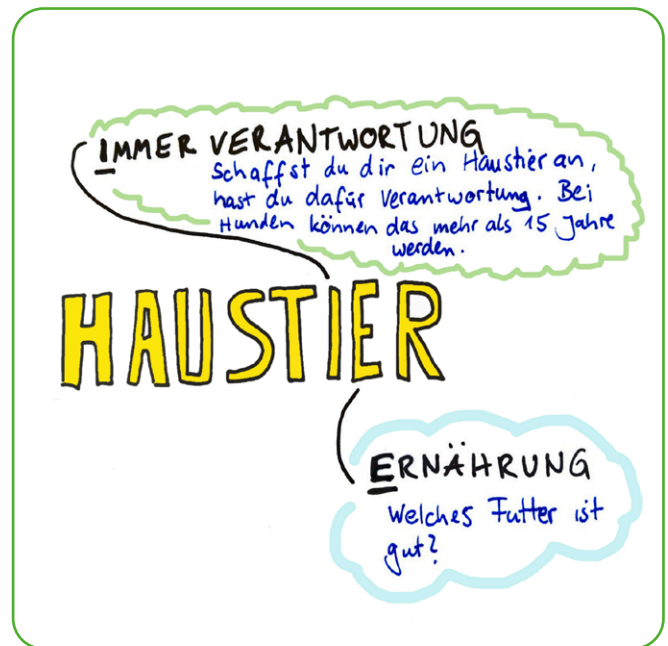 IMMER VERANTWORTUNG
Schaffst du dir ein Haustier an,
hast du dafür Verantwortung. Bei
Hunden können das mehr als 15 Jahre
werden.
HAUSTIER
ERNÄHRUNG
Welches Futter ist
gut?